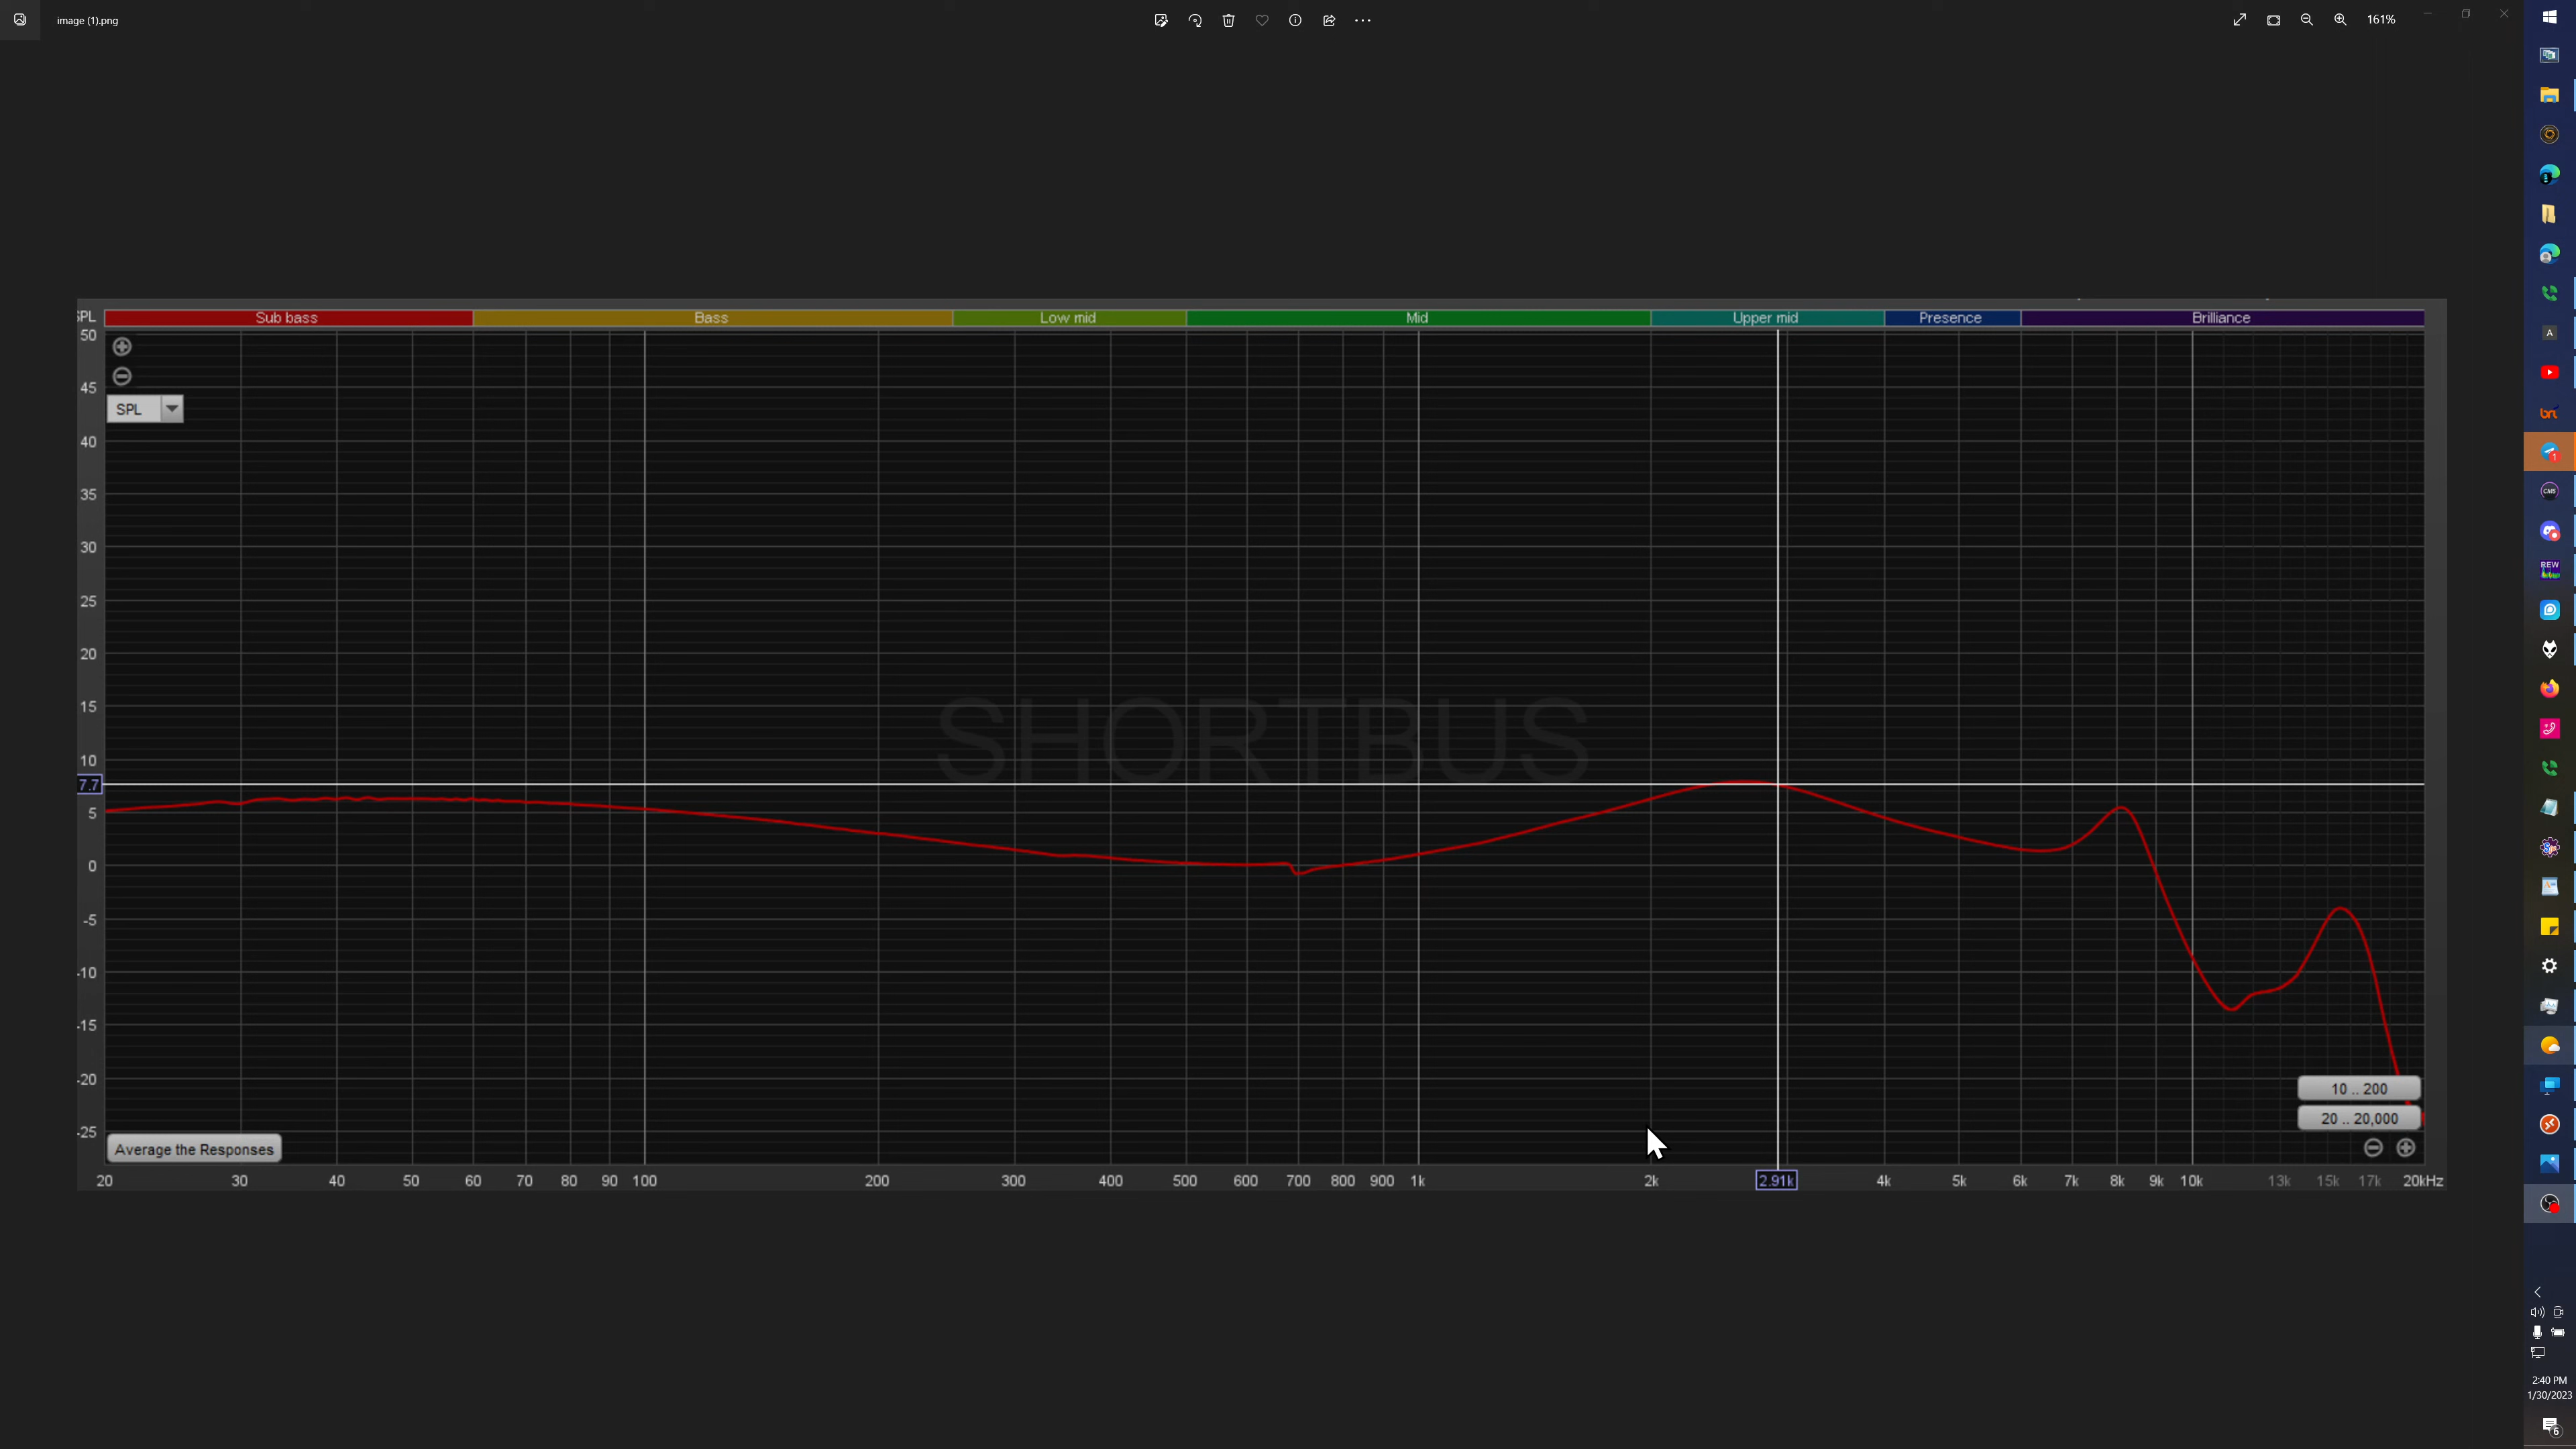 image (1).png
161%
SPL
Sub bass Bass Low mid Mid Upper mid Presence Brilliance
50
45
SPL
40
35
30
25
20
15
SHORTBUS
10
7.7
5
0
-5
-10
-15
-20
10 .. 200
20 .. 20,000
-25
Average the Responses
20 30 40 50 60 70 80 90 100 200 300 400 500 600 700 800 900 1k 2k 2.91k 4k 5k 6k 7k 8k 9k 10k 13k 15k 17k 20kHz
A
1
CMS
REW
2:40 PM
1/30/2023
6